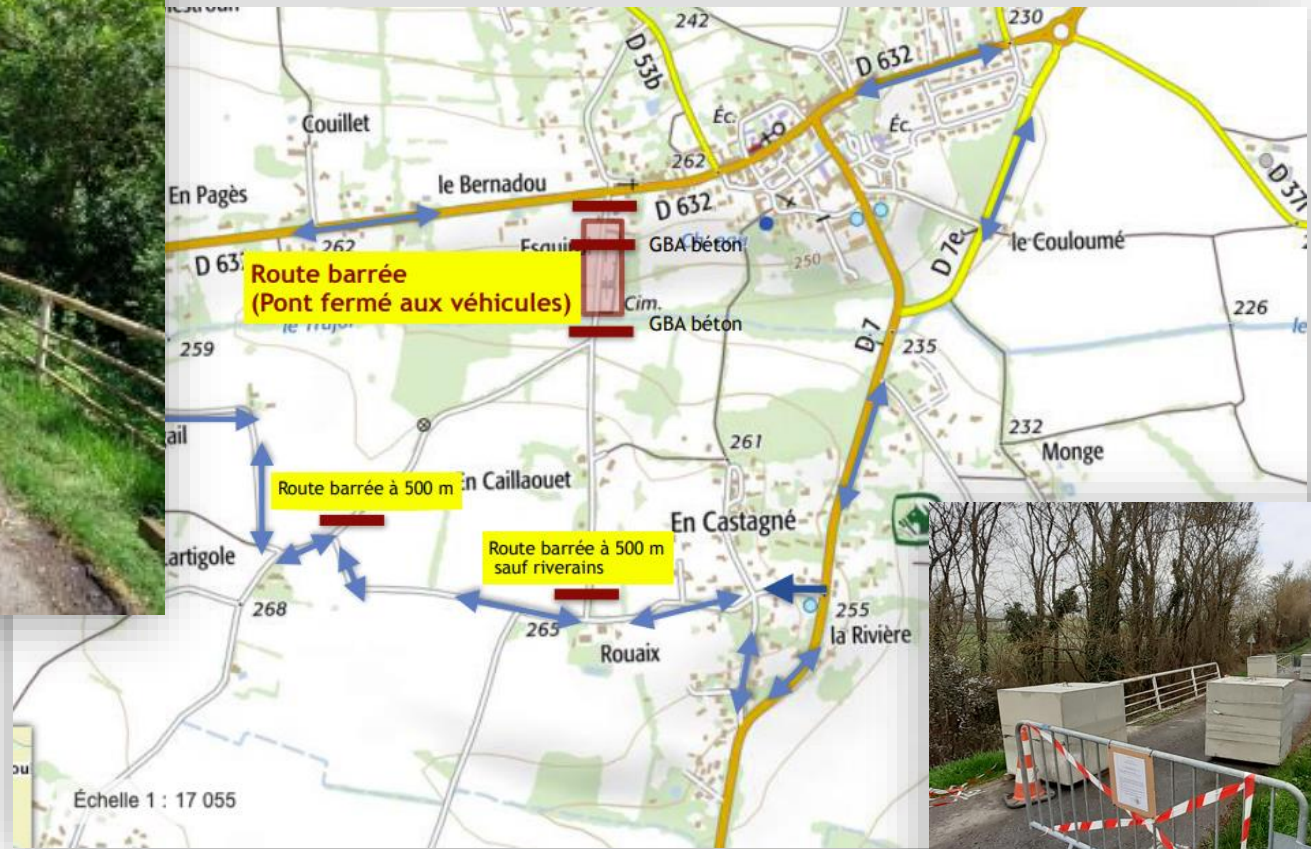 242
D 53b
230
D 632
Couillet
Éc.
Éc.
262
En Pagès
le Bernadou
D 632
D 37
262
GBA béton
le Couloumé
250
D 7e
Route barrée
(Pont fermé aux véhicules)
Cim.
226
GBA béton
259
D 7
235
232
261
Monge
Route barrée à 500 m
En Caillaouet
En Castagné
Route barrée à 500 m
sauf riverains
268
265
255
Rouaix
la Rivière
Échelle 1 : 17 055